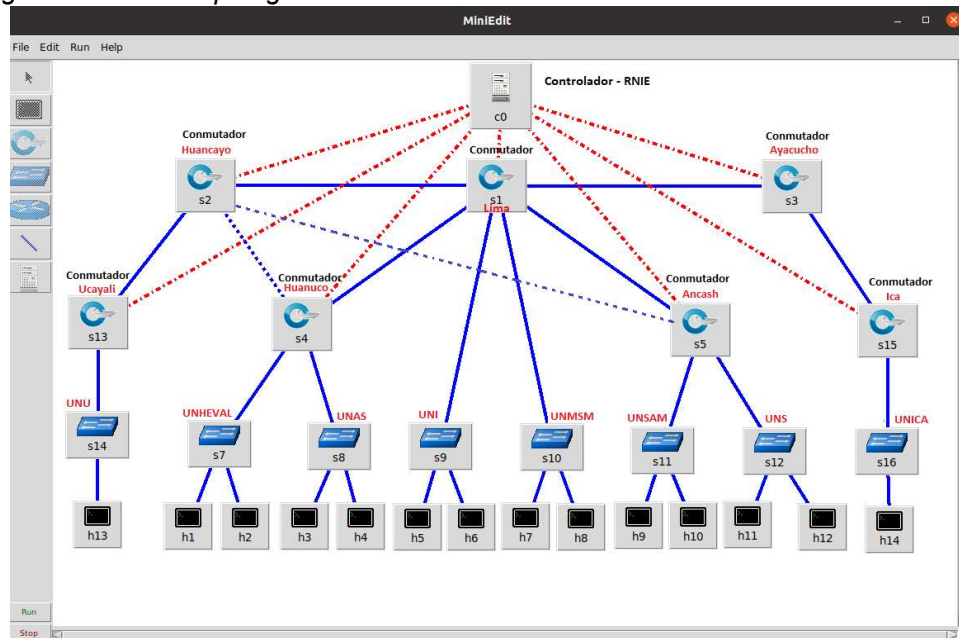 MiniEdit
File Edit Run Help
Controlador - RNIE
c0
Conmutador
Huancayo
s2
Conmutador
s1
Lima
Conmutador
Ayacucho
s3
Conmutador
Ucayali
s13
Conmutador
Huanuco
s4
Conmutador
Ancash
s5
Conmutador
Ica
s15
UNU
s14
UNHEVAL
s7
UNAS
s8
UNI
s9
UNMSM
s10
UNSAM
s11
UNS
s12
UNICA
s16
h13
h1
h2
h3
h4
h5
h6
h7
h8
h9
h10
h11
h12
h14
Run
Stop